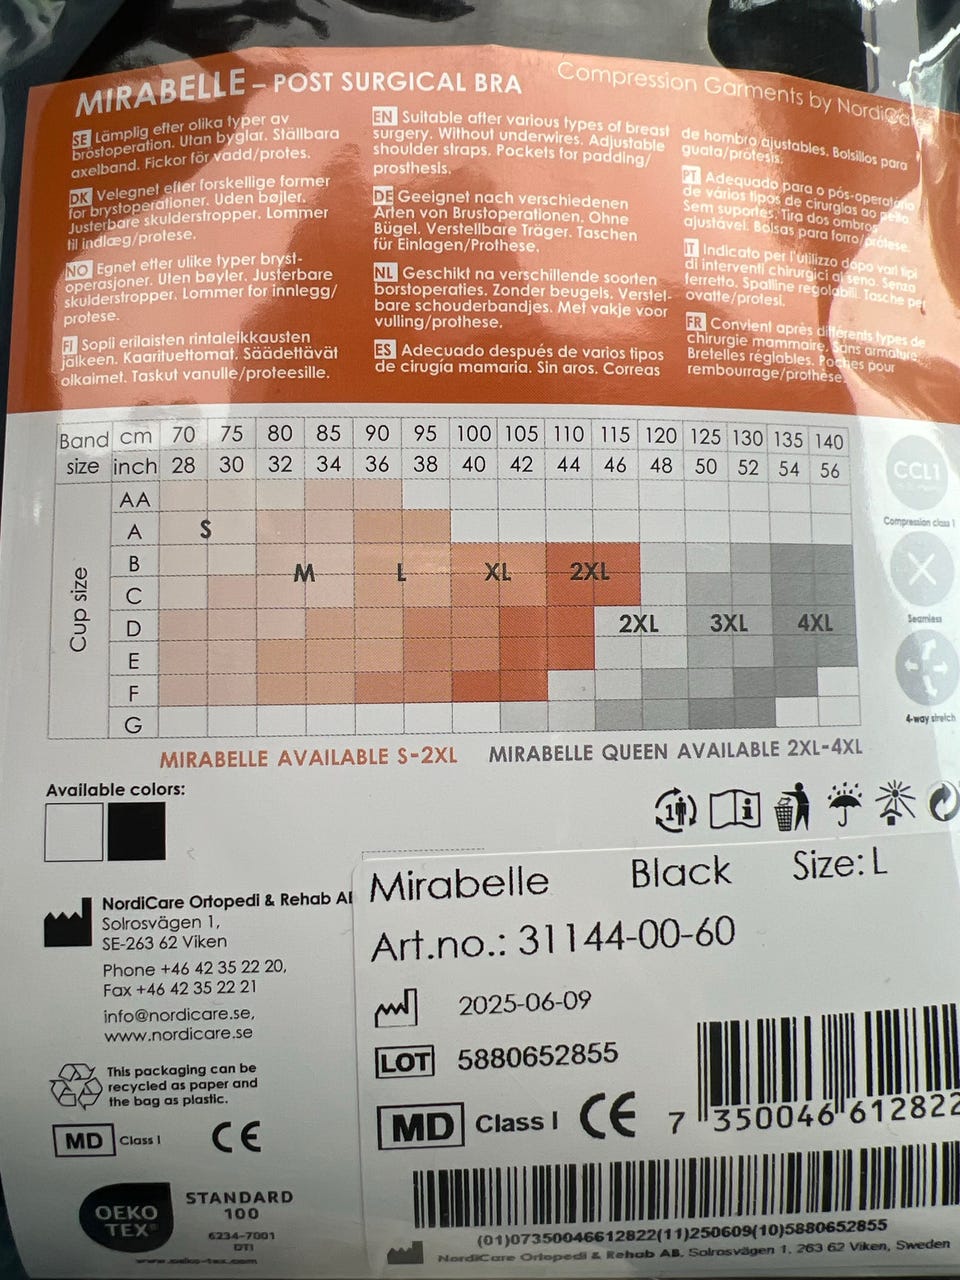 MIRABELLE – POST SURGICAL BRA
Compression Garments by NordiCare
SE Lämplig efter olika typer av
bröstoperation. Utan byglar. Ställbara
axelband. Fickor för vadd/protes.
DK Velegnet efter forskellige former
for brystoperationer. Uden bøjler.
Justerbare skulderstropper. Lommer
til indlæg/protese.
NO Egnet etter ulike typer bryst-
operasjoner. Uten bøyler. Justerbare
skulderstropper. Lommer for innlegg/
protese.
FI Sopii erilaisten rintaleikkausten
jälkeen. Kaarituettomat. Säädettävät
olkaimet. Taskut vanulle/proteesille.
EN Suitable after various types of breast
surgery. Without underwires. Adjustable
shoulder straps. Pockets for padding/
prosthesis.
DE Geeignet nach verschiedenen
Arten von Brustoperationen. Ohne
Bügel. Verstellbare Träger. Taschen
für Einlagen/Prothese.
NL Geschikt na verschillende soorten
borstoperaties. Zonder beugels. Verstel-
bare schouderbandjes. Met vakje voor
vulling/prothese.
ES Adecuado después de varios tipos
de cirugía mamaria. Sin aros. Correas
de hombro ajustables. Bolsillos para
guata/prótesis.
PT Adequado para o pós-operatório
de vários tipos de cirurgias ao peito.
Sem suportes. Tira dos ombros
ajustável. Bolsas para forro/prótese.
IT Indicato per l'utilizzo dopo vari tipi
di interventi chirurgici al seno. Senza
ferretto. Spalline regolabili. Tasche per
ovatte/protesi.
FR Convient après différents types de
chirurgie mammaire. Sans armature.
Bretelles réglables. Poches pour
rembourrage/prothèse.
Band cm 70 75 80 85 90 95 100 105 110 115 120 125 130 135 140
size inch 28 30 32 34 36 38 40 42 44 46 48 50 52 54 56
Cup size
AA
A S
B
M L XL 2XL
C
D 2XL 3XL 4XL
E
F
G
CCL1
Compression class 1
Seamless
4-way stretch
MIRABELLE AVAILABLE S-2XL MIRABELLE QUEEN AVAILABLE 2XL-4XL
Available colors:
1
i
NordiCare Ortopedi & Rehab AB
Solrosvägen 1,
SE-263 62 Viken
Phone +46 42 35 22 20,
Fax +46 42 35 22 21
info@nordicare.se,
www.nordicare.se
This packaging can be
recycled as paper and
the bag as plastic.
MD Class I CE
OEKO
TEX®
STANDARD
100
6234-7001
DTI
www.oeko-tex.com
Mirabelle Black Size: L
Art.no.: 31144-00-60
2025-06-09
LOT 5880652855
MD Class I CE
7 350046 612822
(01)07350046612822(11)250609(10)5880652855
NordiCare Ortopedi & Rehab AB, Solrosvägen 1, 263 62 Viken, Sweden